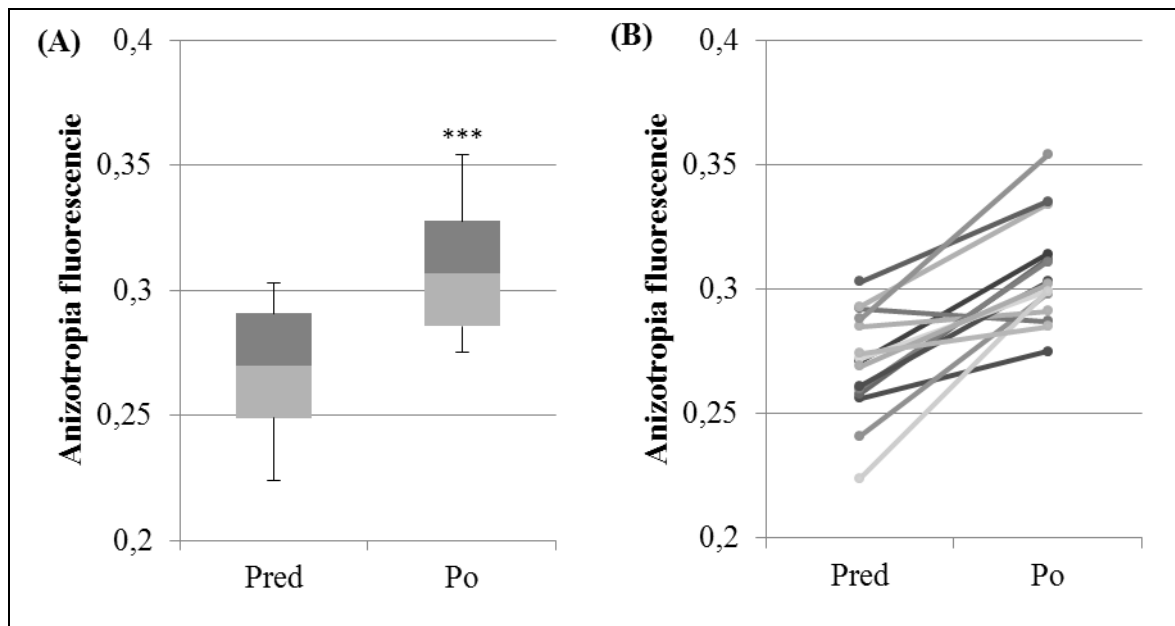 (A)
Anizotropia fluorescencie
0,4
0,35
0,3
0,25
0,2
***
Pred Po
(B)
Anizotropia fluorescencie
0,4
0,35
0,3
0,25
0,2
Pred Po